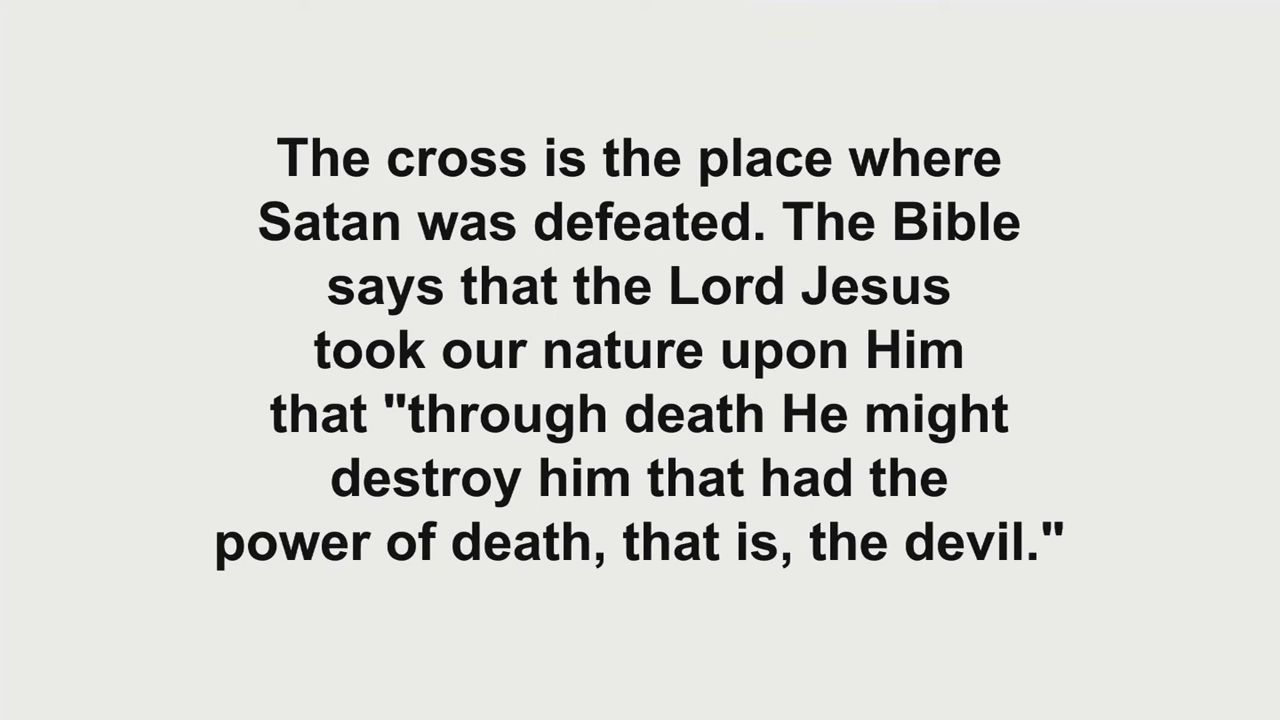 The cross is the place where
Satan was defeated. The Bible
says that the Lord Jesus
took our nature upon Him
that "through death He might
destroy him that had the
power of death, that is, the devil."